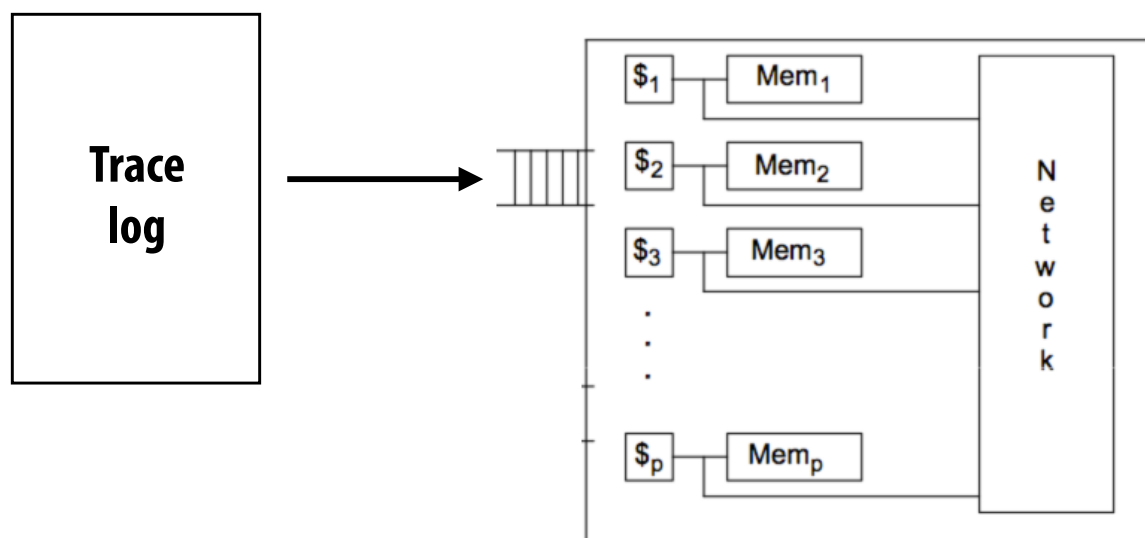 Trace
log
$1 Mem1
$2 Mem2
$3 Mem3
.
.
.
$p Memp
N
e
t
w
o
r
k